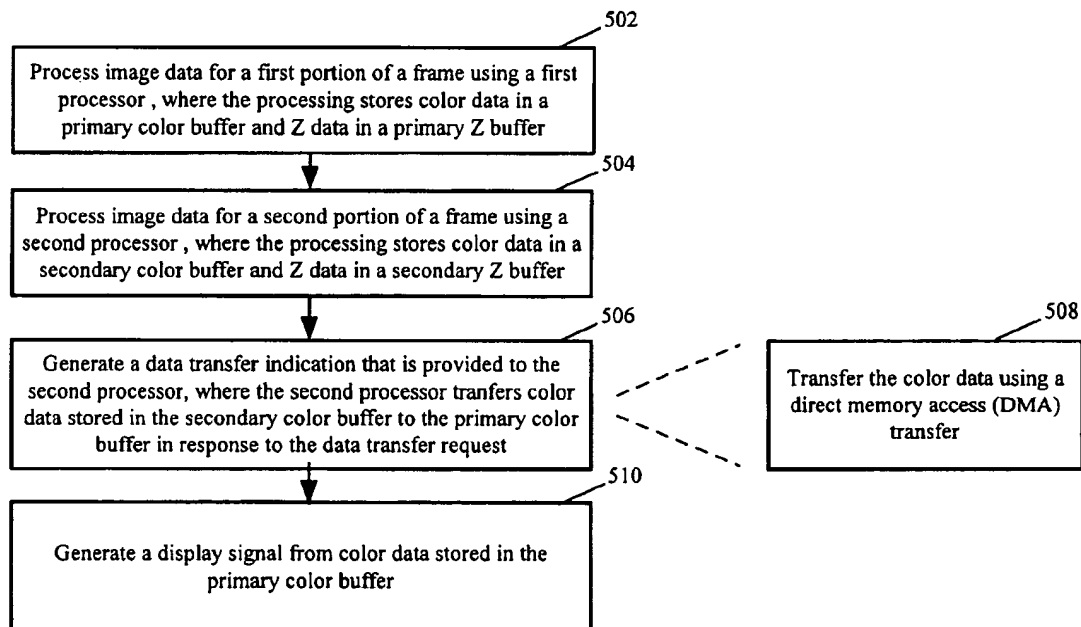 502
Process image data for a first portion of a frame using a first
processor , where the processing stores color data in a
primary color buffer and Z data in a primary Z buffer
504
Process image data for a second portion of a frame using a
second processor , where the processing stores color data in a
secondary color buffer and Z data in a secondary Z buffer
506
Generate a data transfer indication that is provided to the
second processor, where the second processor tranfers color
data stored in the secondary color buffer to the primary color
buffer in response to the data transfer request
508
Transfer the color data using a
direct memory access (DMA)
transfer
510
Generate a display signal from color data stored in the
primary color buffer